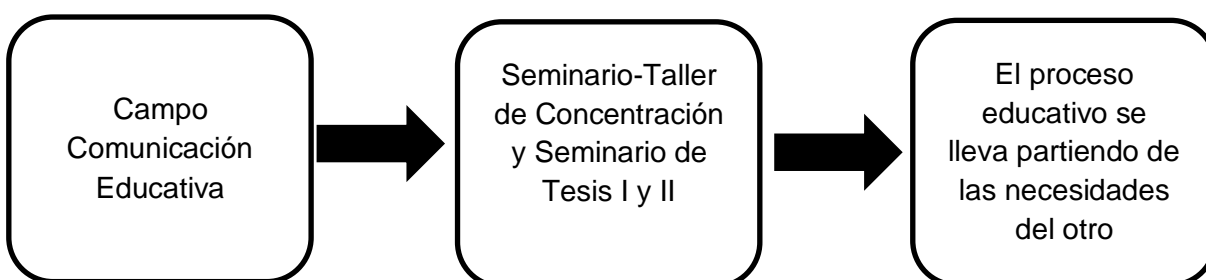 Campo
Comunicación
Educativa
Seminario-Taller
de Concentración
y Seminario de
Tesis I y II
El proceso
educativo se
lleva partiendo de
las necesidades
del otro